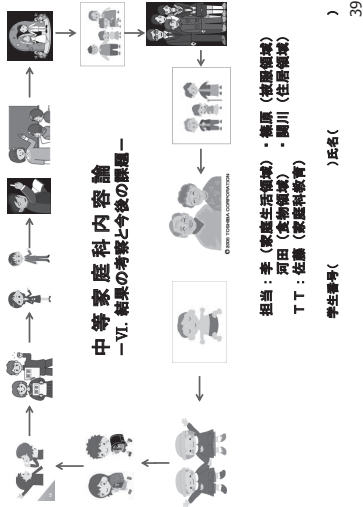 中等家庭科内容論
－Ⅵ. 結果の考察と今後の課題－
© 2005 TOSHIBA CORPORATION
担当：李（家庭生活領域）・篠原（被服領域）
河田（食物領域）・関川（住居領域）
ＴＴ：佐藤（家庭科教育）
学生番号( )氏名( )
39